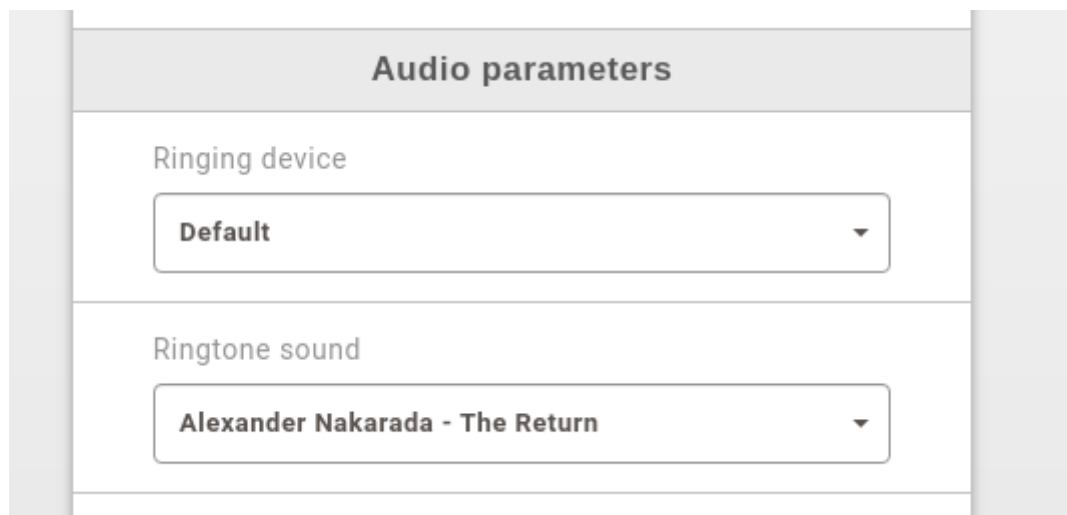 Audio parameters
Ringing device
Default
Ringtone sound
Alexander Nakarada - The Return